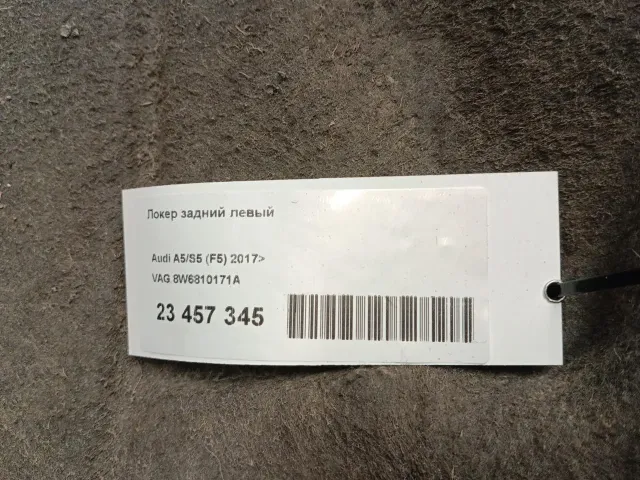 Локер задний левый
Audi A5/S5 (F5) 2017>
VAG 8W6810171A
23 457 345